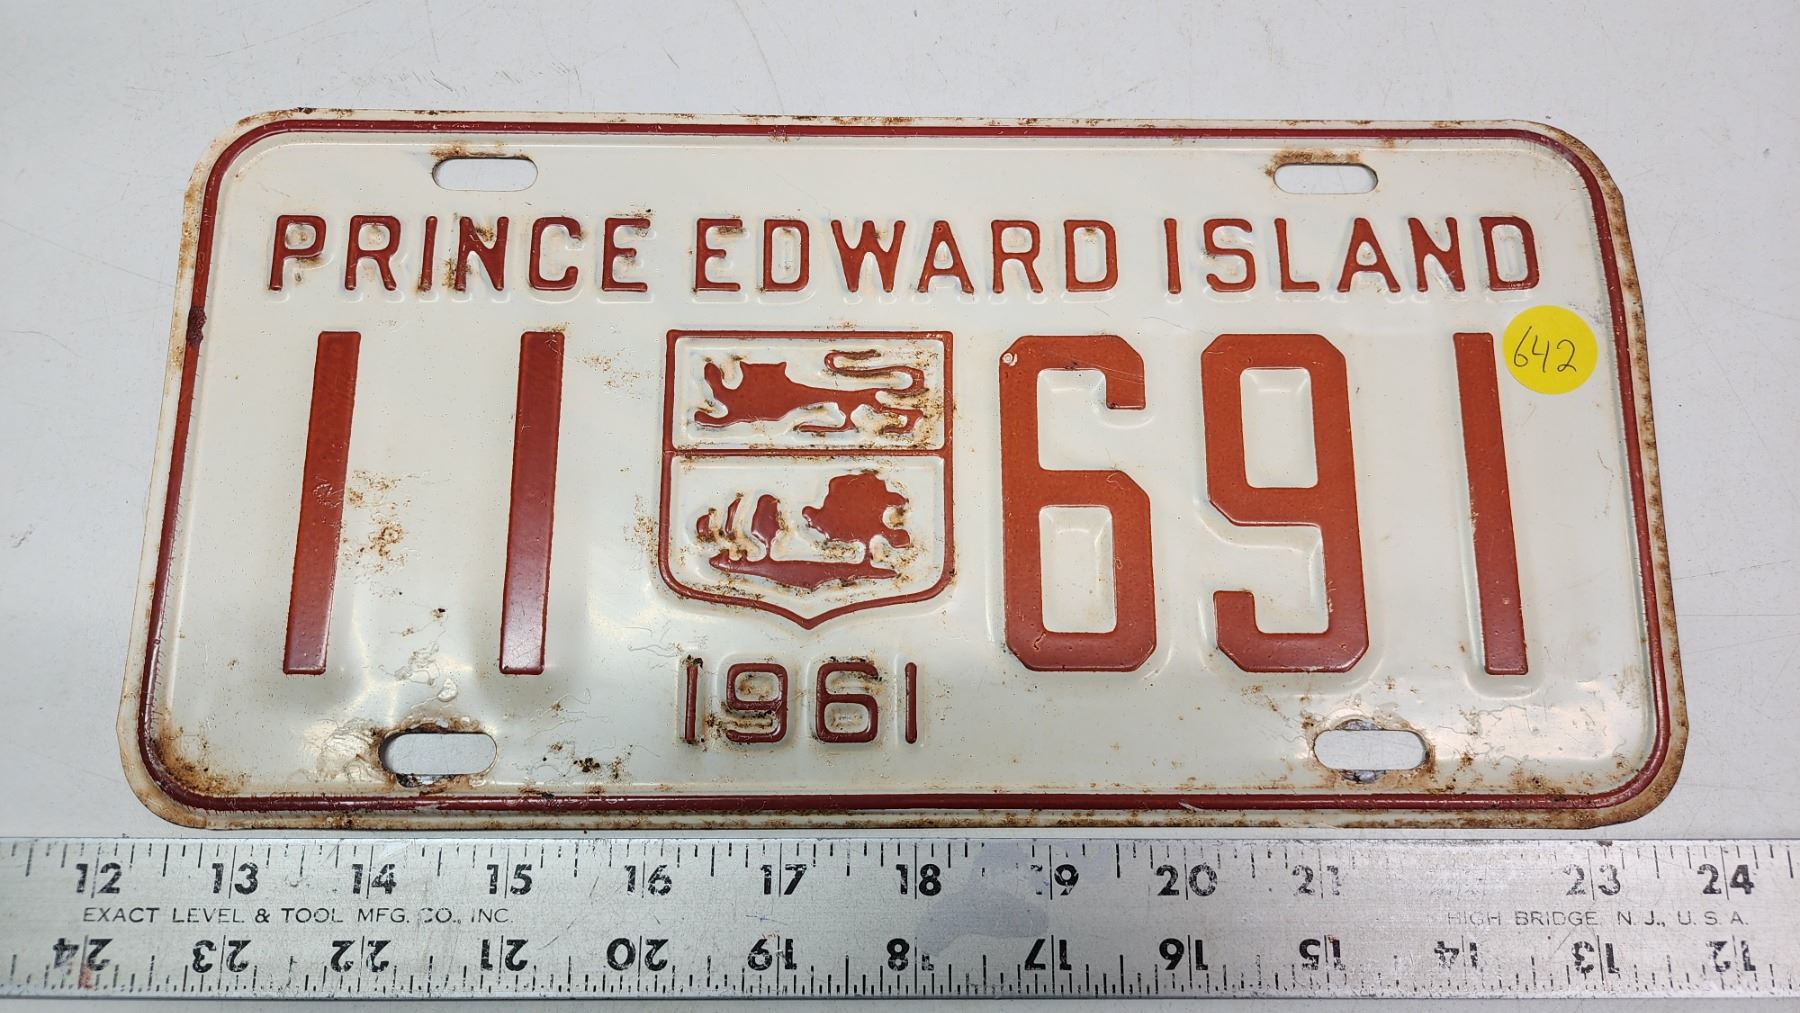 PRINCE EDWARD ISLAND
11 691
642
1961
12 13 14 15 16 17 18 19 20 21 23 24
EXACT LEVEL & TOOL MFG. CO., INC. HIGH BRIDGE, N. J., U. S. A.
24 23 22 21 20 19 18 17 16 15 14 13 12